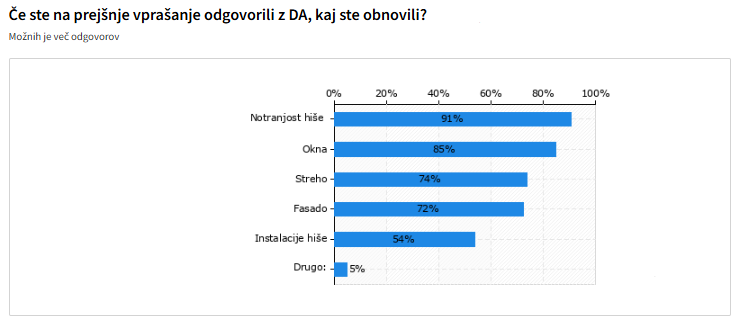 Če ste na prejšnje vprašanje odgovorili z DA, kaj ste obnovili?
Možnih je več odgovorov
0% 20% 40% 60% 80% 100%
Notranjost hiše 91%
Okna 85%
Streho 74%
Fasado 72%
Instalacije hiše 54%
Drugo: 5%